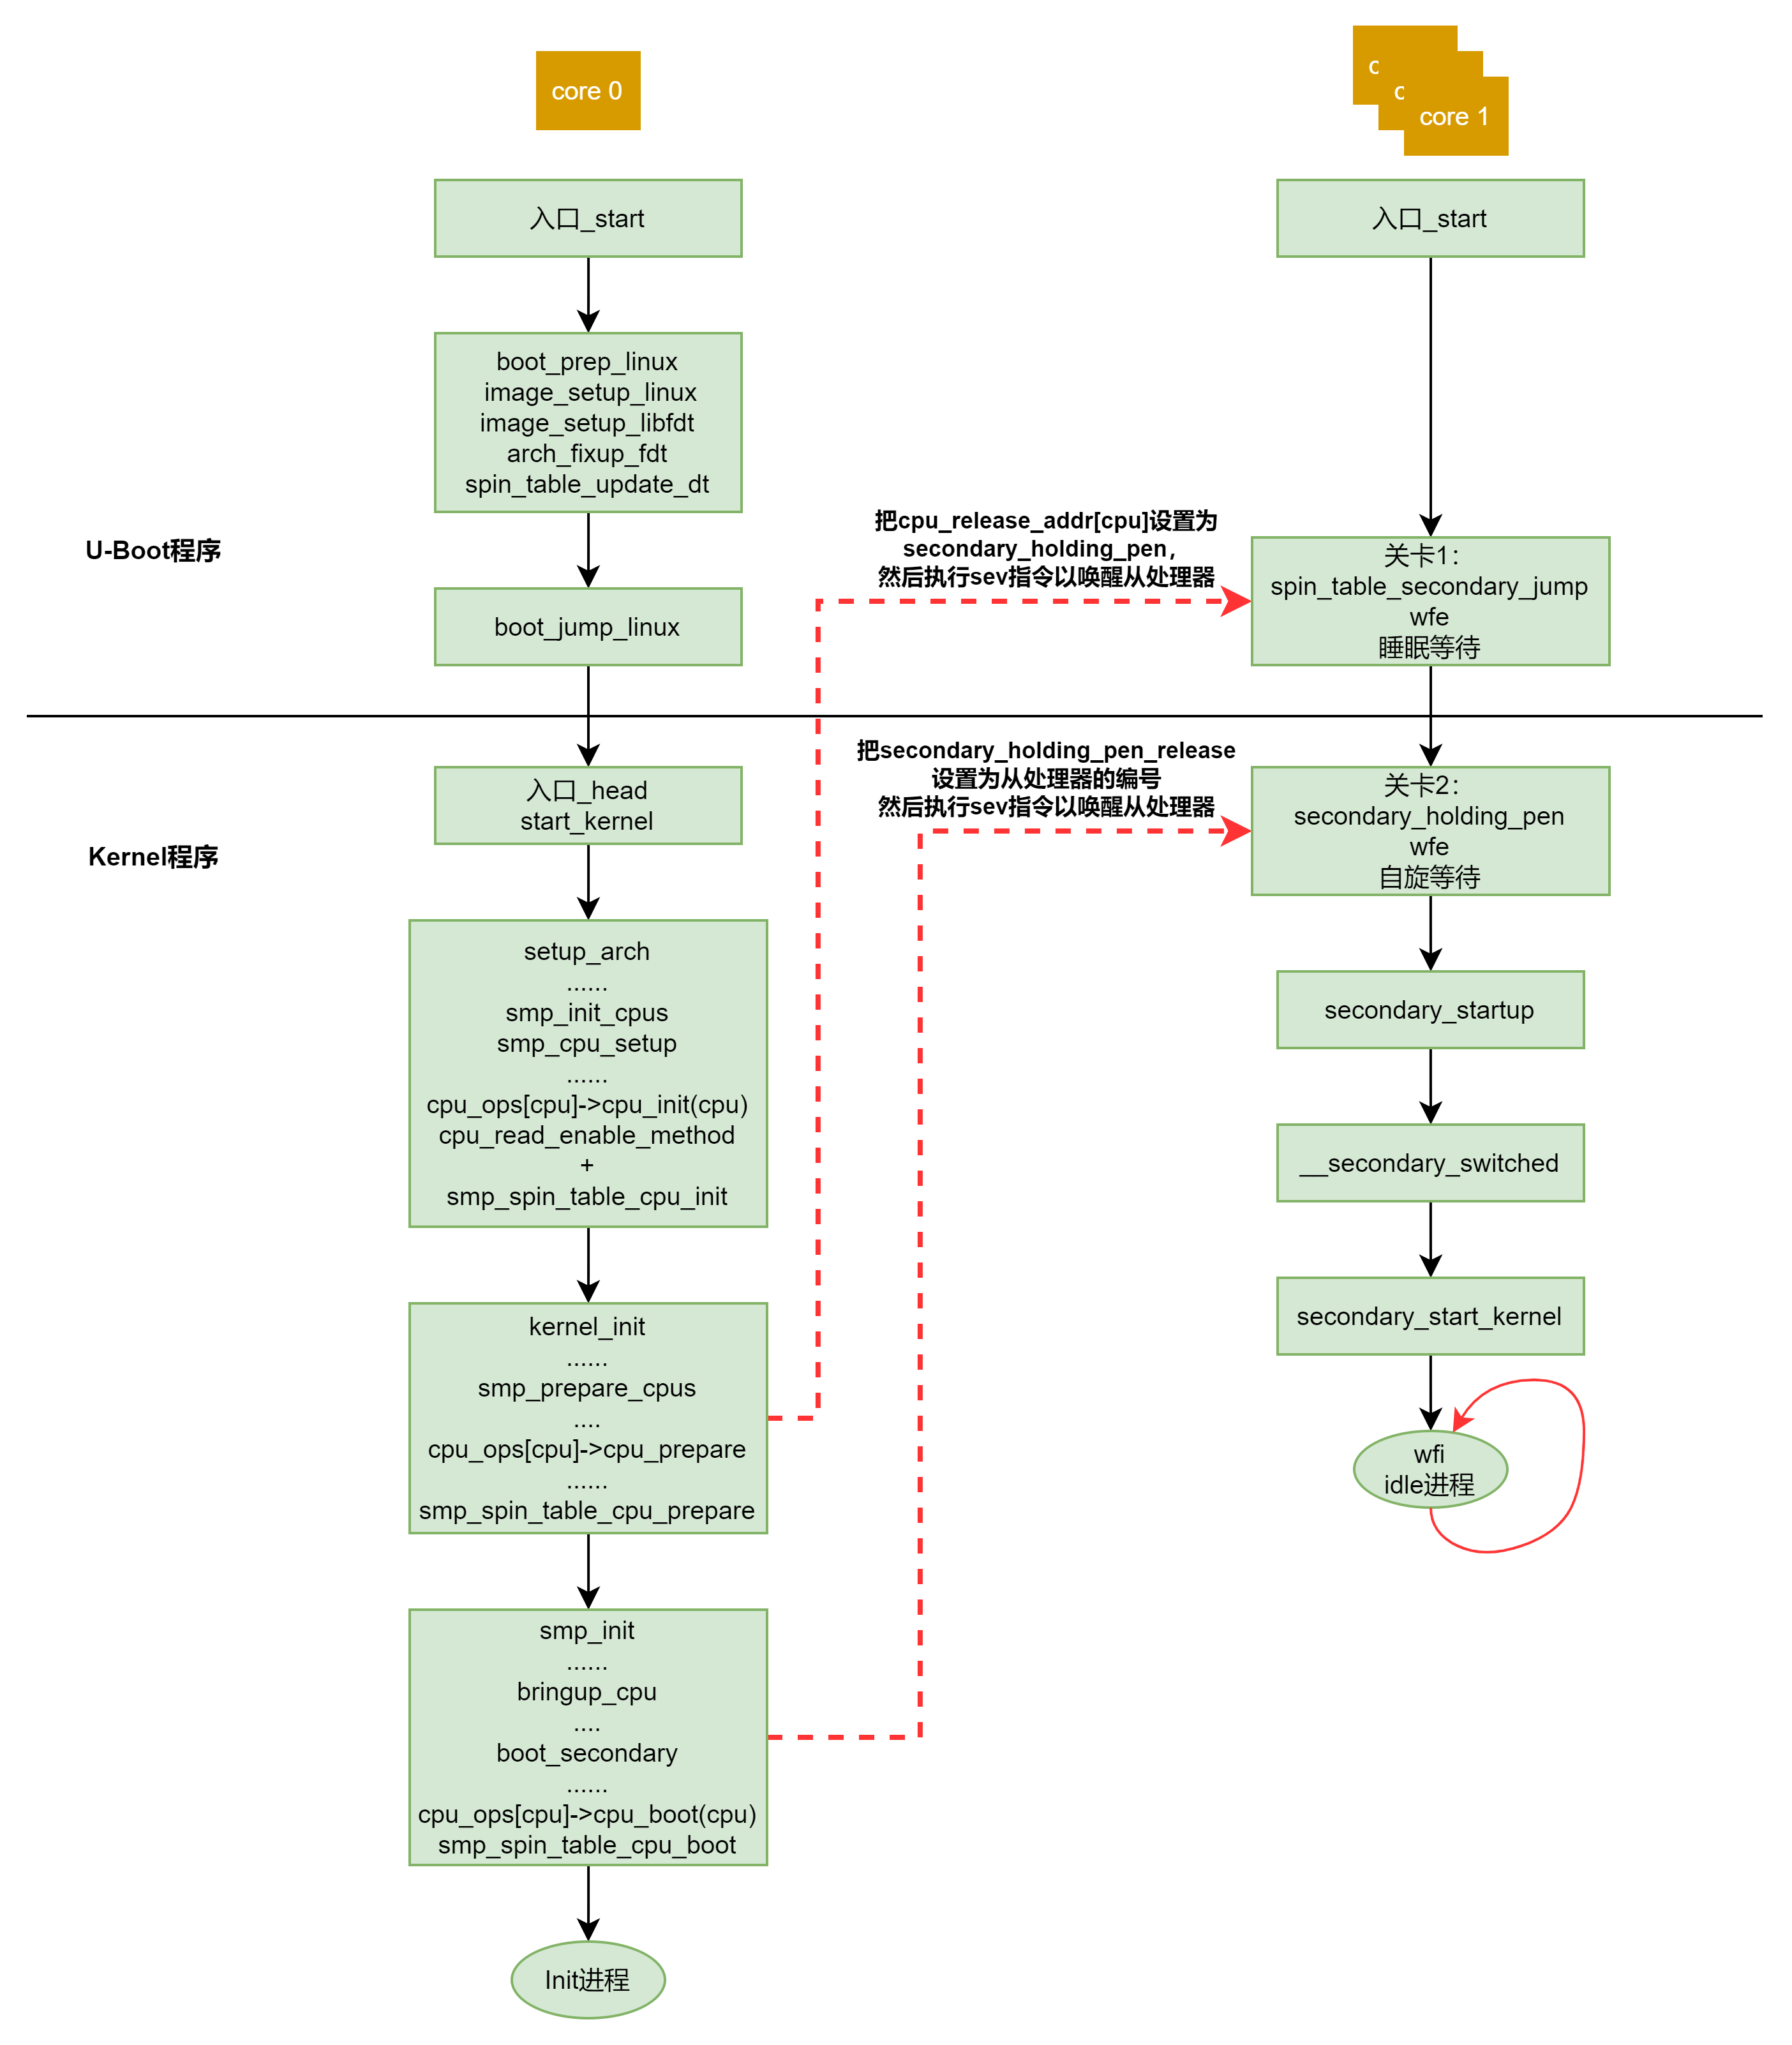 core 0
core 1
入口_start
boot_prep_linux
image_setup_linux
image_setup_libfdt
arch_fixup_fdt
spin_table_update_dt
boot_jump_linux
U-Boot程序
Kernel程序
入口_head
start_kernel
setup_arch
......
smp_init_cpus
smp_cpu_setup
......
cpu_ops[cpu]->cpu_init(cpu)
cpu_read_enable_method
+
smp_spin_table_cpu_init
kernel_init
......
smp_prepare_cpus
....
cpu_ops[cpu]->cpu_prepare
......
smp_spin_table_cpu_prepare
smp_init
......
bringup_cpu
....
boot_secondary
......
cpu_ops[cpu]->cpu_boot(cpu)
smp_spin_table_cpu_boot
Init进程
把cpu_release_addr[cpu]设置为
secondary_holding_pen，
然后执行sev指令以唤醒从处理器
把secondary_holding_pen_release
设置为从处理器的编号
然后执行sev指令以唤醒从处理器
入口_start
关卡1：
spin_table_secondary_jump
wfe
睡眠等待
关卡2：
secondary_holding_pen
wfe
自旋等待
secondary_startup
__secondary_switched
secondary_start_kernel
wfi
idle进程